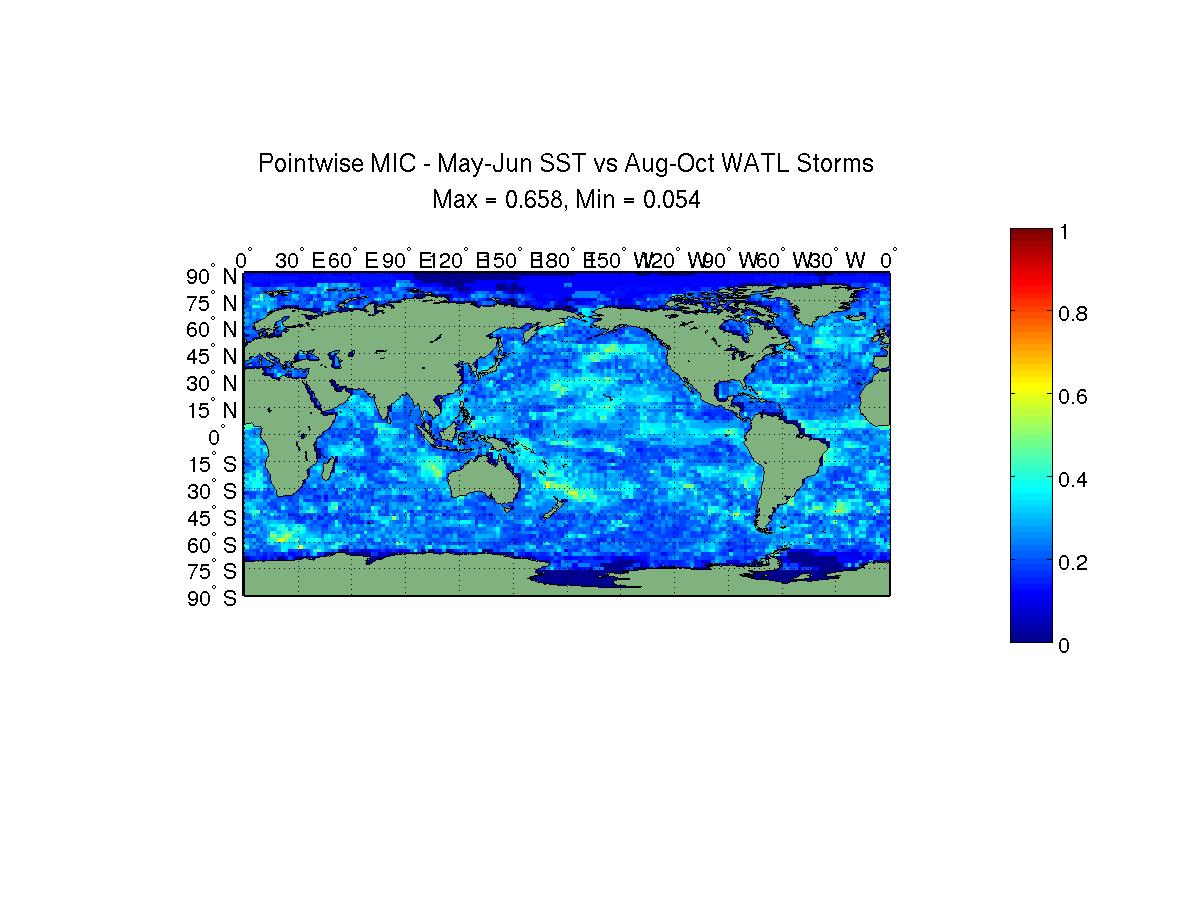 Pointwise MIC - May-Jun SST vs Aug-Oct WATL Storms
Max = 0.658, Min = 0.054
0° 30° E 60° E 90° E 120° E 150° E 180° E 150° W 120° W 90° W 60° W 30° W 0°
90° N
75° N
60° N
45° N
30° N
15° N
0°
15° S
30° S
45° S
60° S
75° S
90° S
1
0.8
0.6
0.4
0.2
0